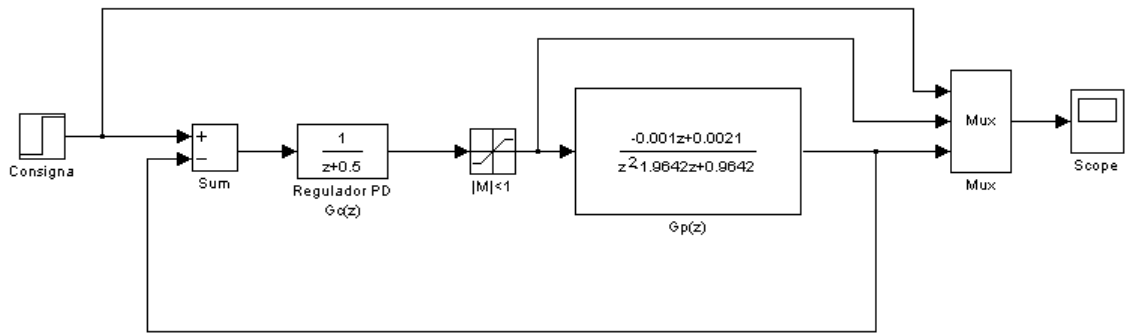 Consigna
+
−
Sum
1
z+0.5
Regulador PD
Gc(z)
|M|<1
-0.001z+0.0021
z²1.9642z+0.9642
Gp(z)
Mux
Mux
Scope